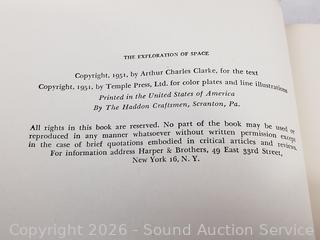 THE EXPLORATION OF SPACE
Copyright, 1951, by Arthur Charles Clarke, for the text
Copyright, 1951, by Temple Press, Ltd. for color plates and line illustrations
Printed in the United States of America
By The Haddon Craftsmen, Scranton, Pa.
All rights in this book are reserved. No part of the book may be used or
reproduced in any manner whatsoever without written permission except
in the case of brief quotations embodied in critical articles and reviews.
For information address Harper & Brothers, 49 East 33rd Street,
New York 16, N. Y.
Copyright 2026 - Sound Auction Service